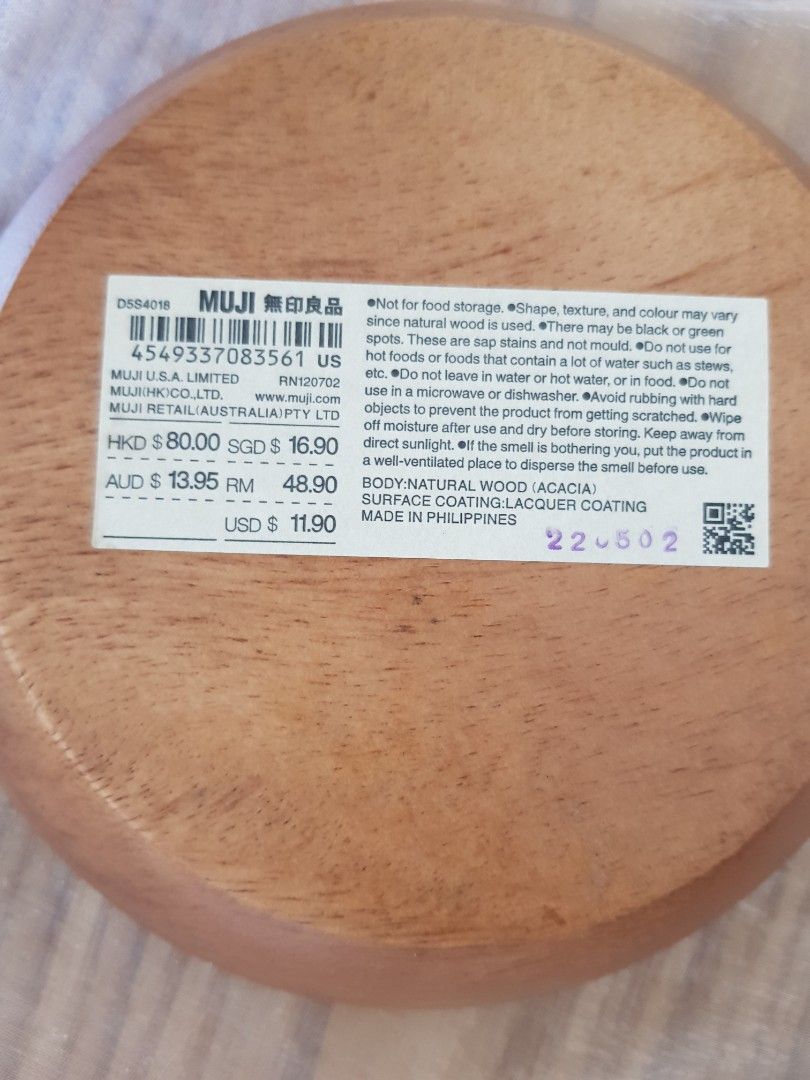 D5S4018 MUJI 無印良品
4549337083561 US
MUJI U.S.A. LIMITED RN120702
MUJI(HK)CO.,LTD. www.muji.com
MUJI RETAIL(AUSTRALIA)PTY LTD
HKD $80.00 SGD $ 16.90
AUD $ 13.95 RM 48.90
USD $ 11.90
●Not for food storage. ●Shape, texture, and colour may vary
since natural wood is used. ●There may be black or green
spots. These are sap stains and not mould. ●Do not use for
hot foods or foods that contain a lot of water such as stews,
etc. ●Do not leave in water or hot water, or in food. ●Do not
use in a microwave or dishwasher. ●Avoid rubbing with hard
objects to prevent the product from getting scratched. ●Wipe
off moisture after use and dry before storing. Keep away from
direct sunlight. ●If the smell is bothering you, put the product in
a well-ventilated place to disperse the smell before use.
BODY:NATURAL WOOD (ACACIA)
SURFACE COATING:LACQUER COATING
MADE IN PHILIPPINES